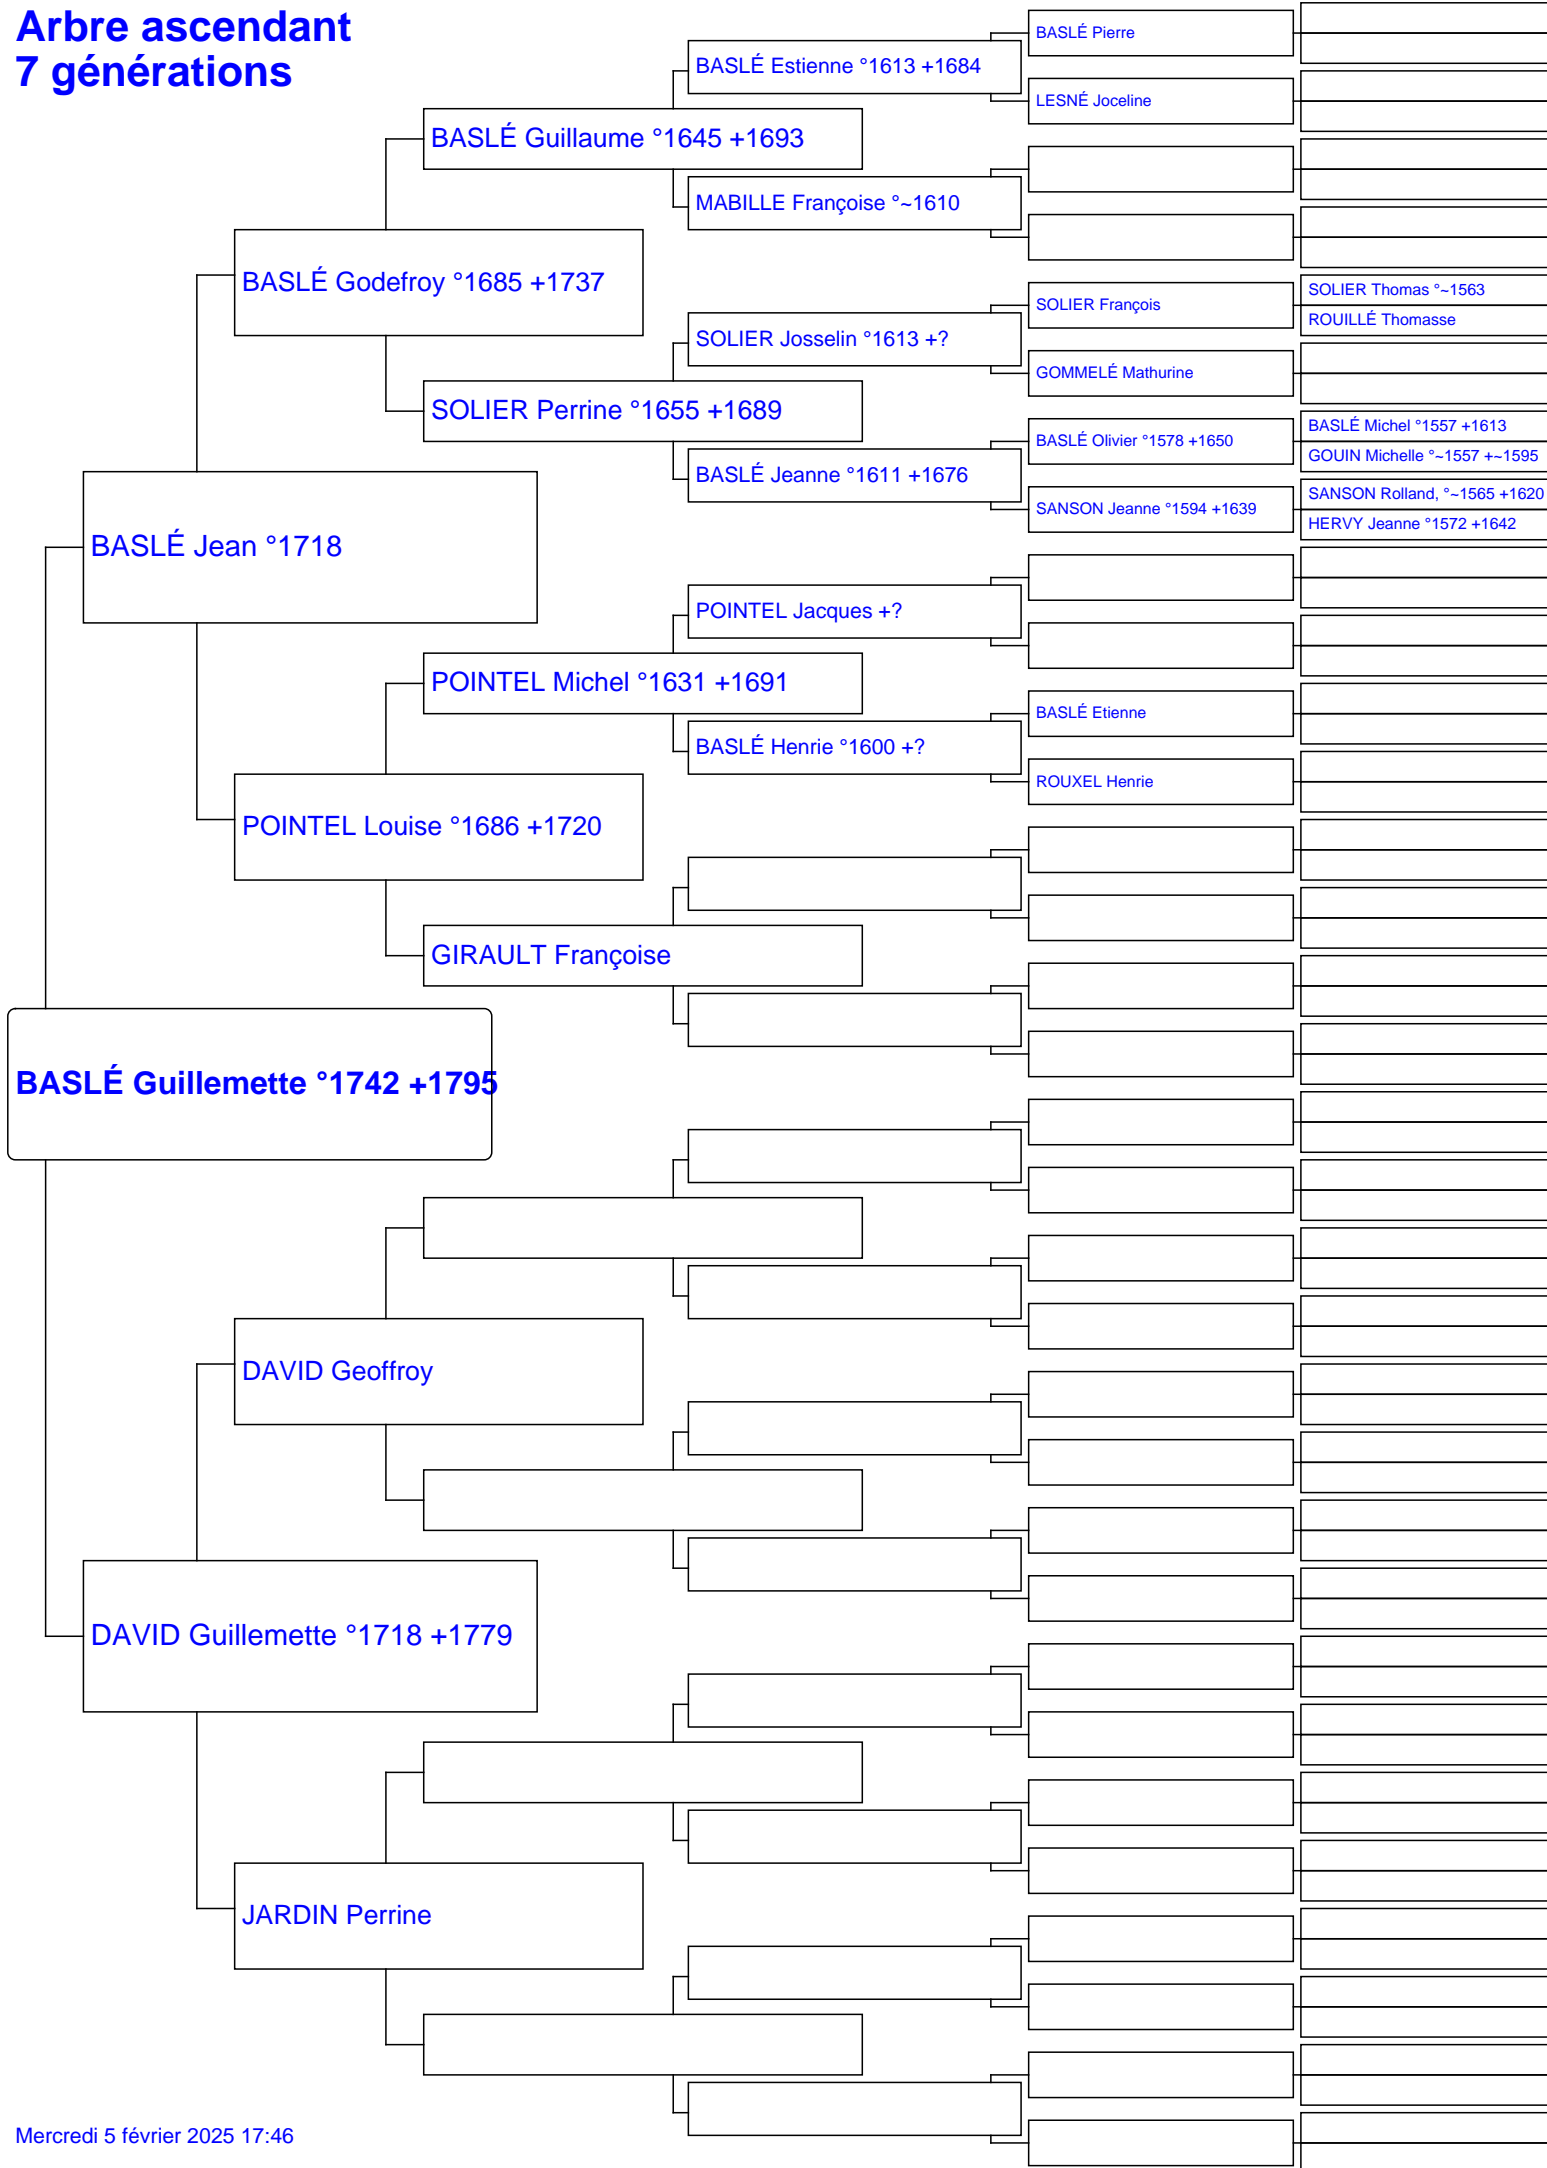 Arbre ascendant
7 générations
BASLÉ Pierre
BASLÉ Estienne °1613 +1684
LESNÉ Joceline
BASLÉ Guillaume °1645 +1693
MABILLE Françoise °~1610
BASLÉ Godefroy °1685 +1737
SOLIER Thomas °~1563
SOLIER François
ROUILLÉ Thomasse
SOLIER Josselin °1613 +?
GOMMELÉ Mathurine
SOLIER Perrine °1655 +1689
BASLÉ Michel °1557 +1613
BASLÉ Olivier °1578 +1650
GOUIN Michelle °~1557 +~1595
BASLÉ Jeanne °1611 +1676
SANSON Rolland, °~1565 +1620
SANSON Jeanne °1594 +1639
HERVY Jeanne °1572 +1642
BASLÉ Jean °1718
POINTEL Jacques +?
POINTEL Michel °1631 +1691
BASLÉ Etienne
BASLÉ Henrie °1600 +?
ROUXEL Henrie
POINTEL Louise °1686 +1720
GIRAULT Françoise
BASLÉ Guillemette °1742 +1795
DAVID Geoffroy
DAVID Guillemette °1718 +1779
JARDIN Perrine
Mercredi 5 février 2025 17:46